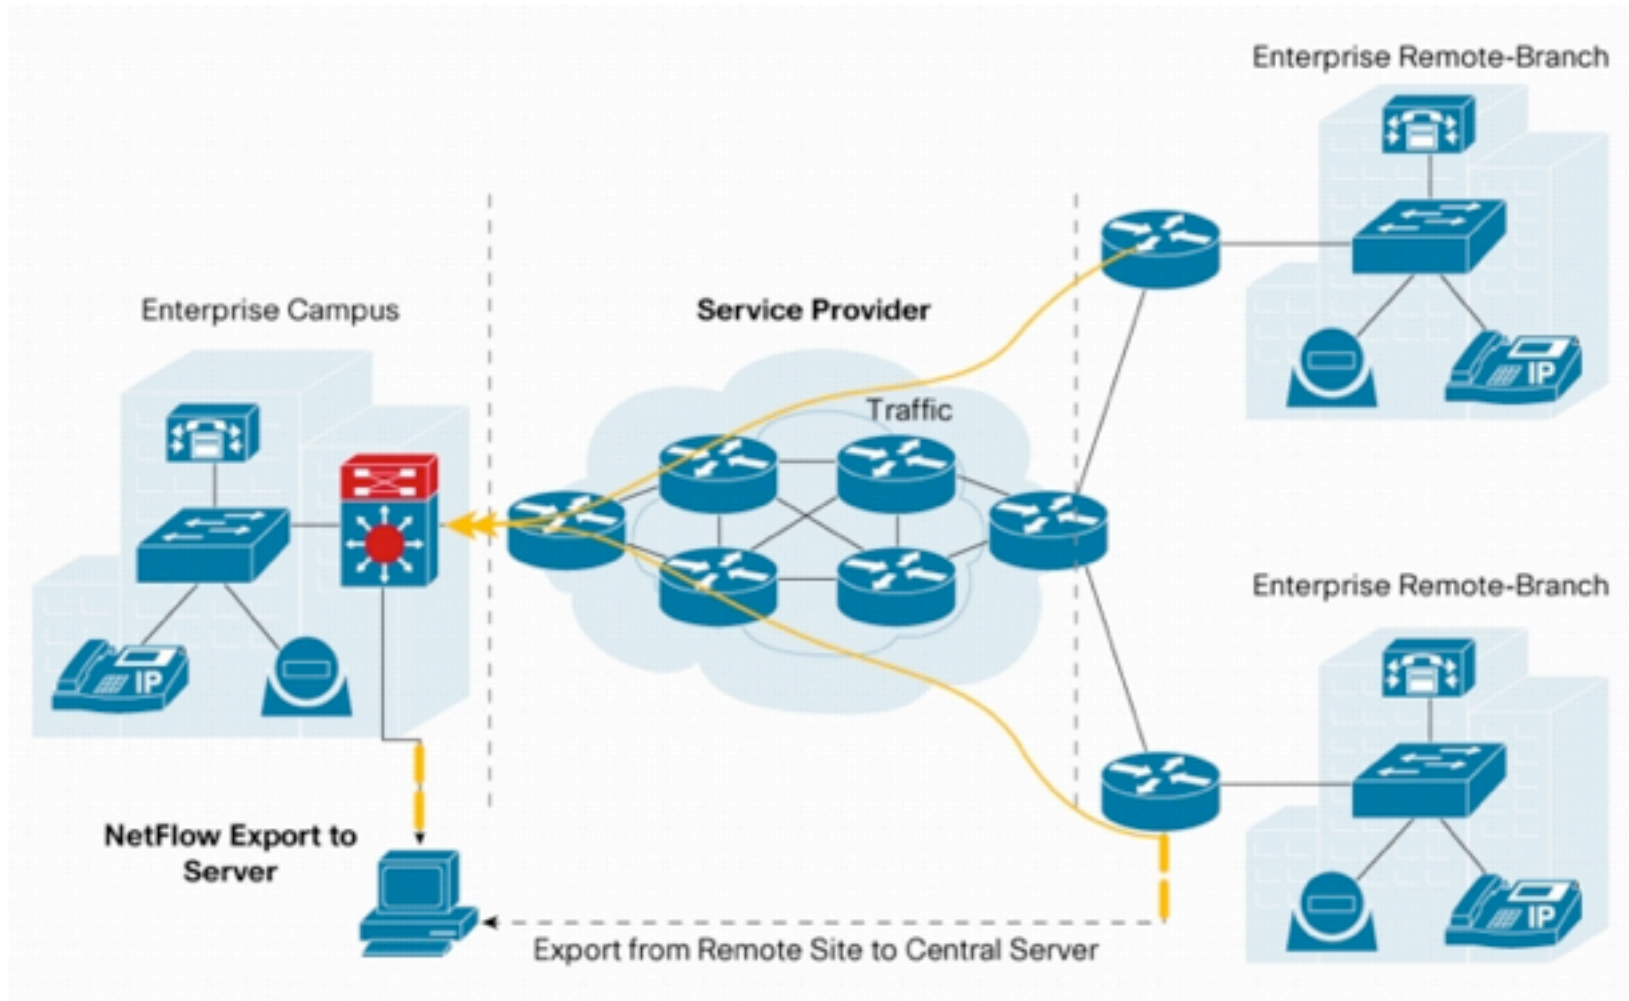 Enterprise Remote-Branch
Enterprise Campus
Service Provider
Traffic
IP
IP
Enterprise Remote-Branch
IP
NetFlow Export to
Server
Export from Remote Site to Central Server